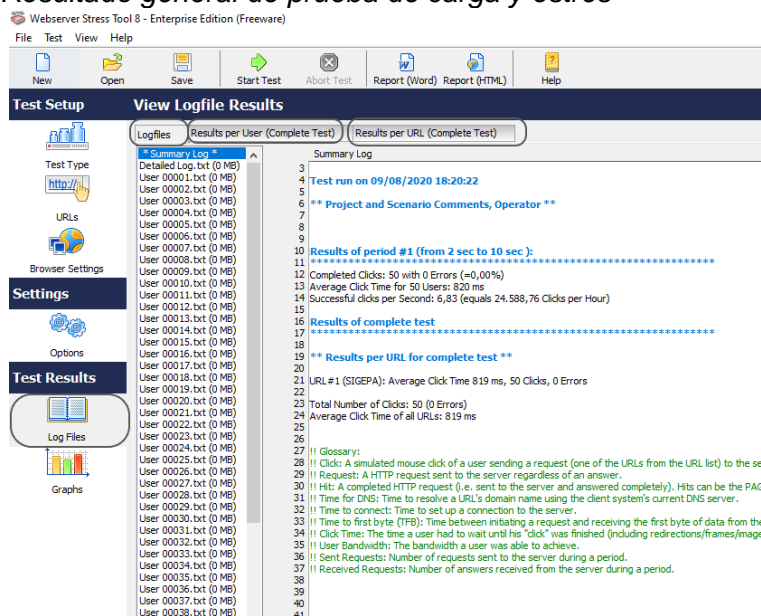 Resultado general de prueba de carga y estrés
Webserver Stress Tool 8 - Enterprise Edition (Freeware)
File Test View Help
New Open Save Start Test Abort Test Report (Word) Report (HTML) Help
Test Setup
Test Type
http://
URLs
Browser Settings
Settings
Options
Test Results
Log Files
Graphs
View Logfile Results
Logfiles Results per User (Complete Test) Results per URL (Complete Test)
* Summary Log *
Detailed Log.txt (0 MB)
User 00001.txt (0 MB)
User 00002.txt (0 MB)
User 00003.txt (0 MB)
User 00004.txt (0 MB)
User 00005.txt (0 MB)
User 00006.txt (0 MB)
User 00007.txt (0 MB)
User 00008.txt (0 MB)
User 00009.txt (0 MB)
User 00010.txt (0 MB)
User 00011.txt (0 MB)
User 00012.txt (0 MB)
User 00013.txt (0 MB)
User 00014.txt (0 MB)
User 00015.txt (0 MB)
User 00016.txt (0 MB)
User 00017.txt (0 MB)
User 00018.txt (0 MB)
User 00019.txt (0 MB)
User 00020.txt (0 MB)
User 00021.txt (0 MB)
User 00022.txt (0 MB)
User 00023.txt (0 MB)
User 00024.txt (0 MB)
User 00025.txt (0 MB)
User 00026.txt (0 MB)
User 00027.txt (0 MB)
User 00028.txt (0 MB)
User 00029.txt (0 MB)
User 00030.txt (0 MB)
User 00031.txt (0 MB)
User 00032.txt (0 MB)
User 00033.txt (0 MB)
User 00034.txt (0 MB)
User 00035.txt (0 MB)
User 00036.txt (0 MB)
User 00037.txt (0 MB)
User 00038.txt (0 MB)
Summary Log
3
4 Test run on 09/08/2020 18:20:22
5
6 ** Project and Scenario Comments, Operator **
7
8
9
10 Results of period #1 (from 2 sec to 10 sec ):
11 ****************************************************************
12 Completed Clicks: 50 with 0 Errors (=0,00%)
13 Average Click Time for 50 Users: 820 ms
14 Successful clicks per Second: 6,83 (equals 24.588,76 Clicks per Hour)
15
16 Results of complete test
17 ****************************************************************
18
19 ** Results per URL for complete test **
20
21 URL#1 (SIGEPA): Average Click Time 819 ms, 50 Clicks, 0 Errors
22
23 Total Number of Clicks: 50 (0 Errors)
24 Average Click Time of all URLs: 819 ms
25
26
27 !! Glossary:
28 !! Click: A simulated mouse click of a user sending a request (one of the URLs from the URL list) to the se
29 !! Request: A HTTP request sent to the server regardless of an answer.
30 !! Hit: A completed HTTP request (i.e. sent to the server and answered completely). Hits can be the PAG
31 !! Time for DNS: Time to resolve a URL's domain name using the client system's current DNS server.
32 !! Time to connect: Time to set up a connection to the server.
33 !! Time to first byte (TFB): Time between initiating a request and receiving the first byte of data from the
34 !! Click Time: The time a user had to wait until his "click" was finished (including redirections/frames/image
35 !! User Bandwidth: The bandwidth a user was able to achieve.
36 !! Sent Requests: Number of requests sent to the server during a period.
37 !! Received Requests: Number of answers received from the server during a period.
38
39
40
41